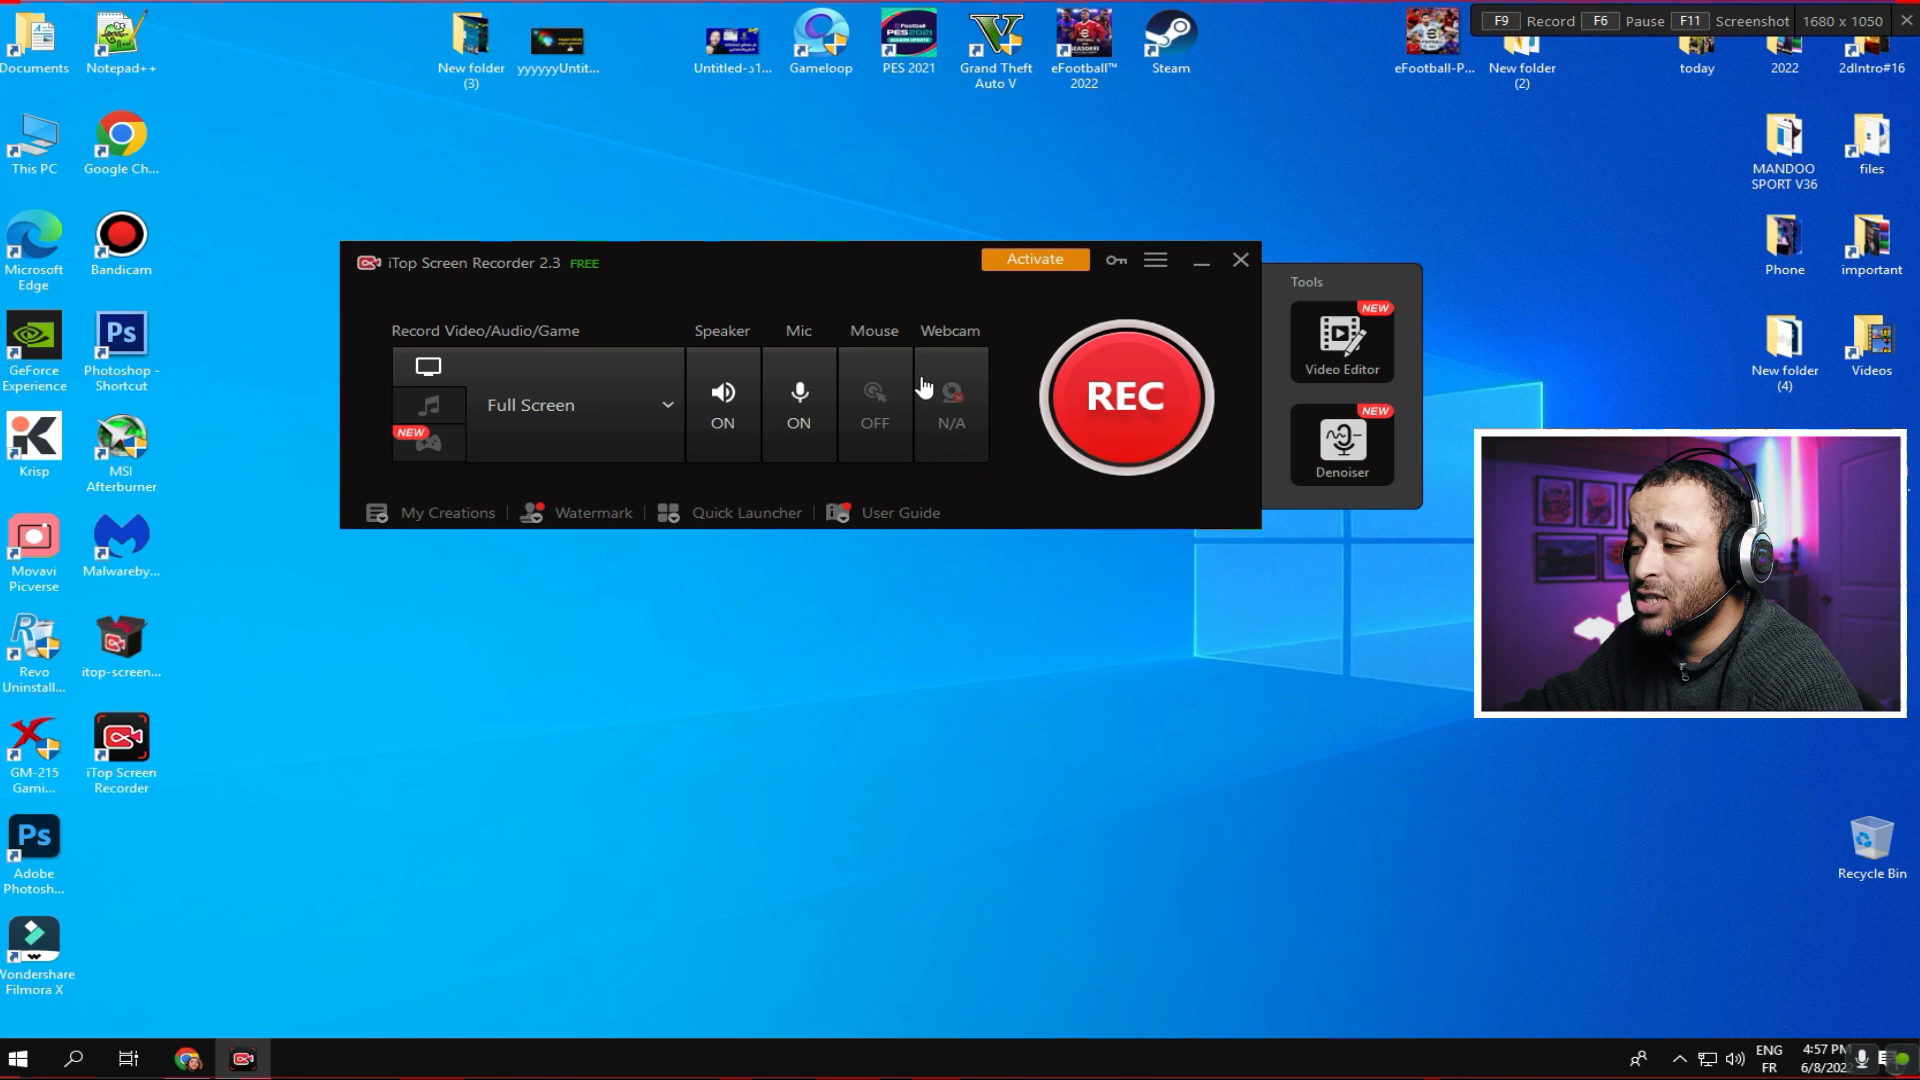 F9 Record F6 Pause F11 Screenshot 1680 x 1050
Documents
Notepad++
New folder
(3)
yyyyyyUntit...
Gameloop
PES 2021
Grand Theft
Auto V
eFootball™
2022
Steam
eFootball-P...
New folder
(2)
today
2022
2dIntro#16
This PC
Google Ch...
MANDOO
SPORT V36
files
Microsoft
Edge
Bandicam
Phone
important
iTop Screen Recorder 2.3 FREE
Activate
Tools
NEW
Video Editor
NEW
Denoiser
Record Video/Audio/Game
Speaker
Mic
Mouse
Webcam
Full Screen
NEW
ON
ON
OFF
N/A
REC
My Creations
Watermark
Quick Launcher
User Guide
GeForce
Experience
Ps
Photoshop -
Shortcut
New folder
(4)
Videos
Krisp
MSI
Afterburner
Movavi
Picverse
Malwareby...
Revo
Uninstall...
itop-screen...
GM-215
Gami...
iTop Screen
Recorder
Ps
Adobe
Photosh...
Recycle Bin
Wondershare
Filmora X
ENG
FR
4:57 PM